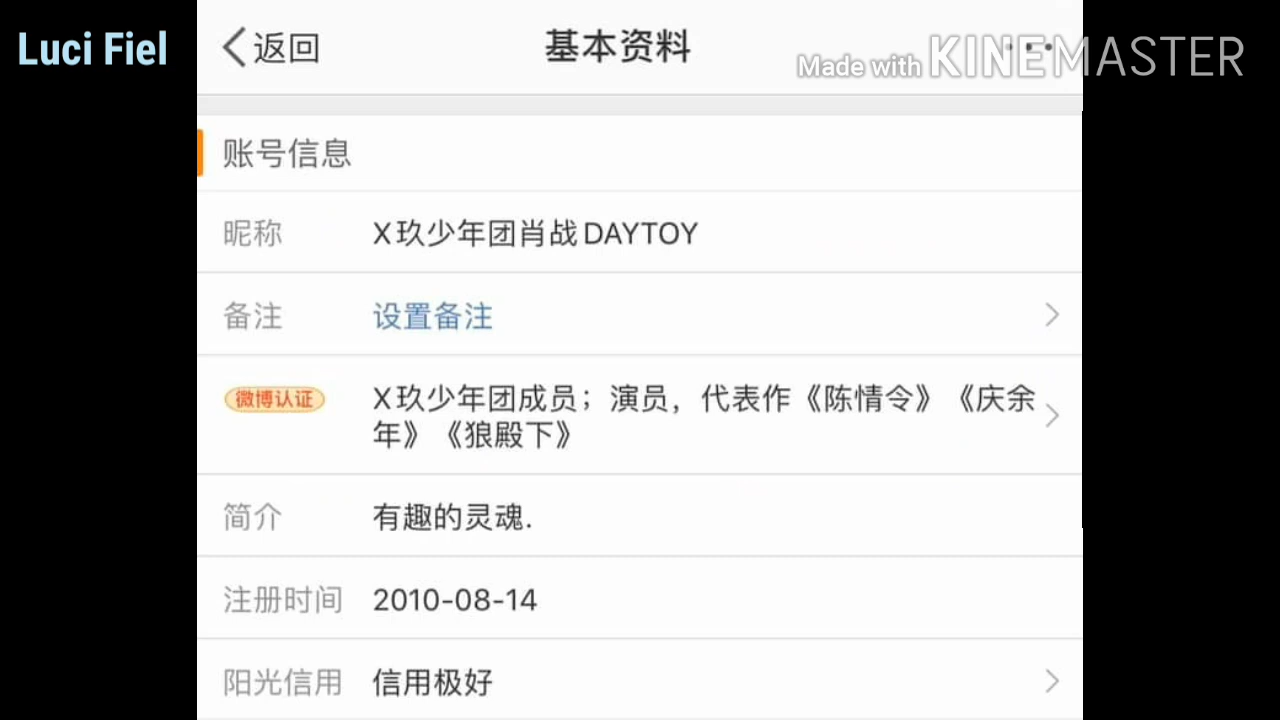 Luci Fiel
返回
基本资料
Made with KINEMASTER
账号信息
昵称 X玖少年团肖战DAYTOY
备注 设置备注
微博认证 X玖少年团成员；演员，代表作《陈情令》《庆余
年》《狼殿下》
简介 有趣的灵魂.
注册时间 2010-08-14
阳光信用 信用极好